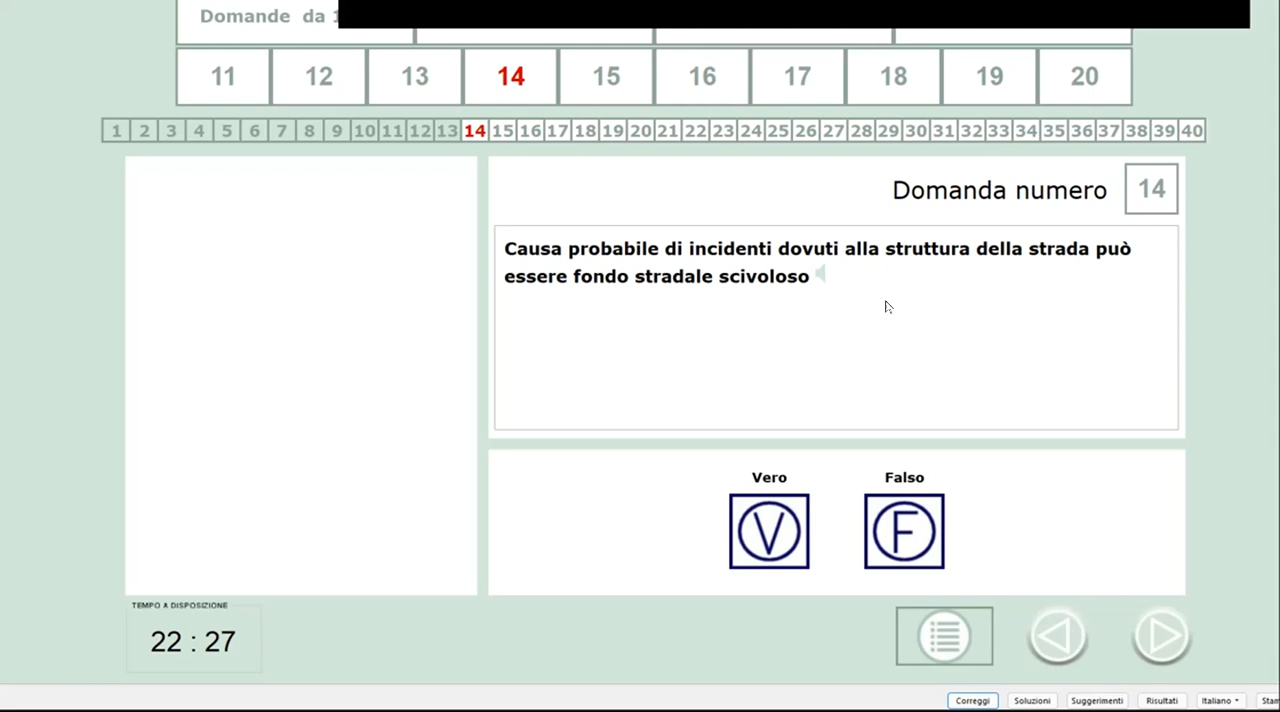 Domande da 1
11 12 13 14 15 16 17 18 19 20
1 2 3 4 5 6 7 8 9 10 11 12 13 14 15 16 17 18 19 20 21 22 23 24 25 26 27 28 29 30 31 32 33 34 35 36 37 38 39 40
Domanda numero 14
Causa probabile di incidenti dovuti alla struttura della strada può
essere fondo stradale scivoloso
Vero Falso
V F
TEMPO A DISPOSIZIONE
22 : 27
Correggi Soluzioni Suggerimenti Risultati Italiano